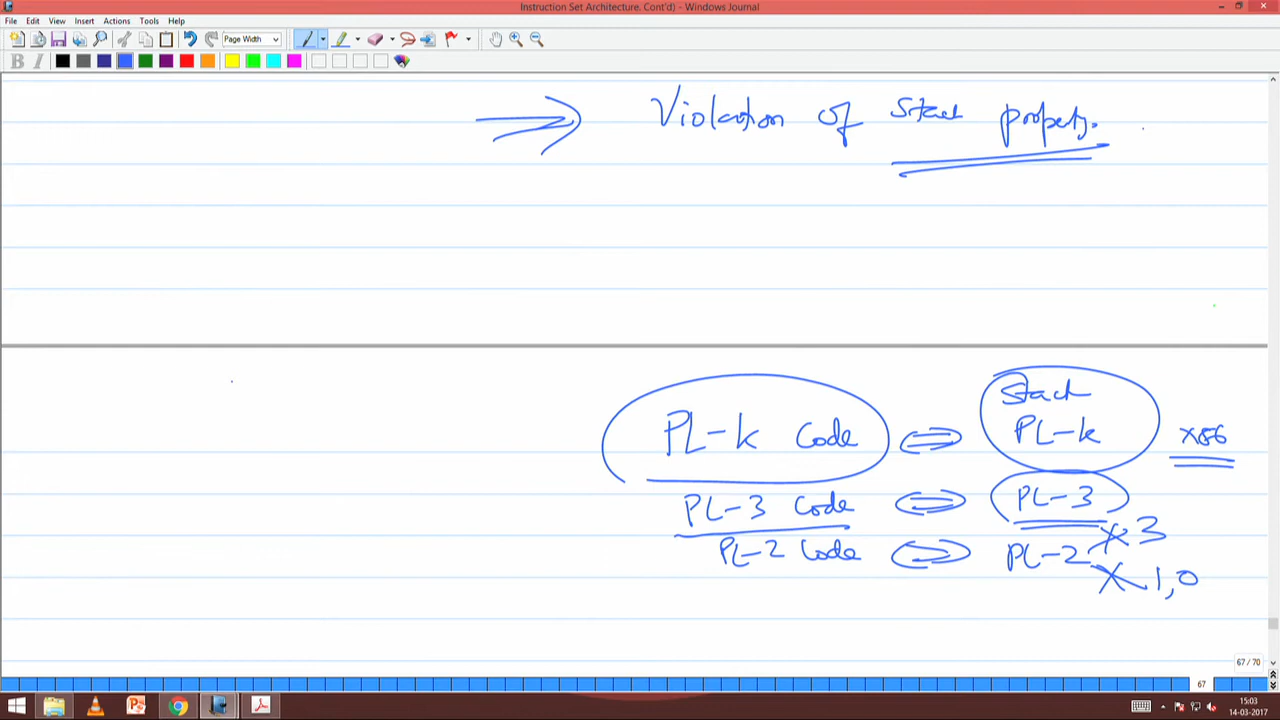 Instruction Set Architecture, Cont'd) - Windows Journal
File Edit View Insert Actions Tools Help
Page Width
B I
⇒ Violation of Stack property.
Stack
PL-k Code ⇔ PL-k x86
PL-3 Code ⇔ PL-3
3
PL-2 Code ⇔ PL-2
1,0
67 / 70
67
15:03
14-03-2017